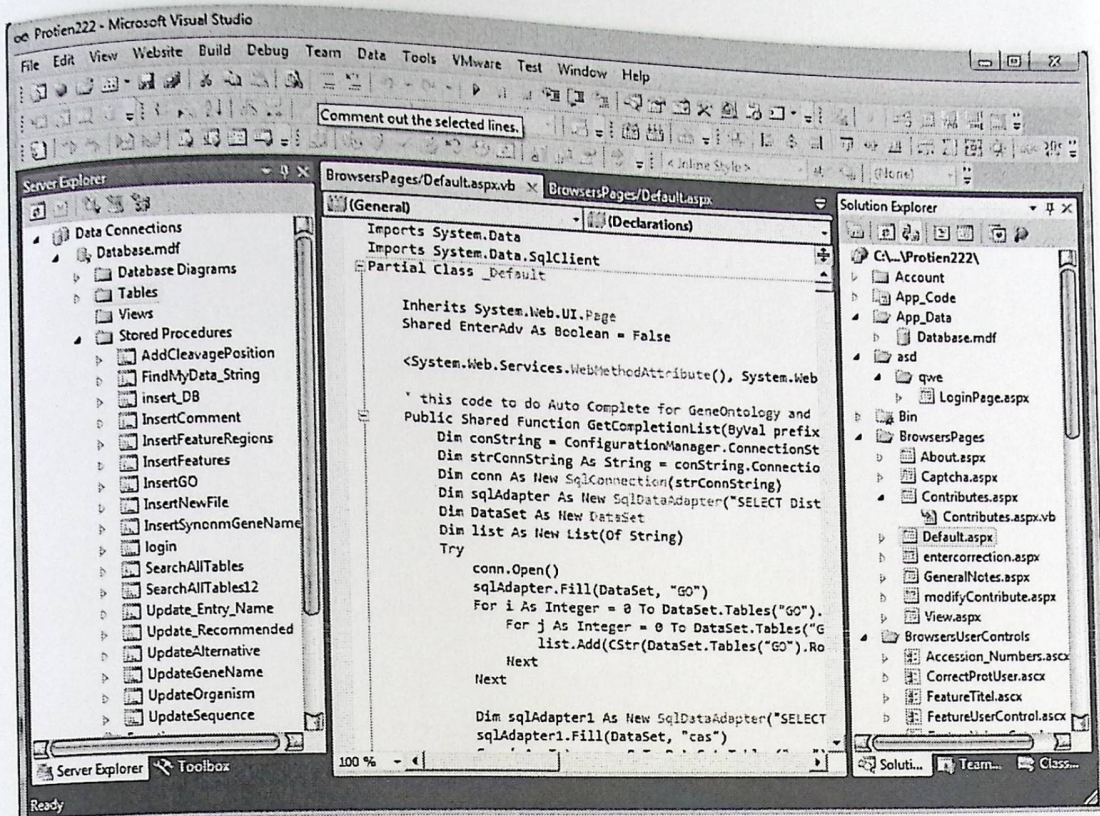 Protien222 - Microsoft Visual Studio
File Edit View Website Build Debug Team Data Tools VMware Test Window Help
Comment out the selected lines.
< Inline Style >
(None)
Server Explorer
Data Connections
Database.mdf
Database Diagrams
Tables
Views
Stored Procedures
AddCleavagePosition
FindMyData_String
insert_DB
InsertComment
InsertFeatureRegions
InsertFeatures
InsertGO
InsertNewFile
InsertSynonmGeneName
login
SearchAllTables
SearchAllTables12
Update_Entry_Name
Update_Recommended
UpdateAlternative
UpdateGeneName
UpdateOrganism
UpdateSequence
Server Explorer Toolbox
BrowsersPages/Default.aspx.vb BrowsersPages/Default.aspx
(General) (Declarations)
Imports System.Data
Imports System.Data.SqlClient
Partial Class _Default
Inherits System.Web.UI.Page
Shared EnterAdv As Boolean = False
<System.Web.Services.WebMethodAttribute(), System.Web
' this code to do Auto Complete for GeneOntology and
Public Shared Function GetCompletionList(ByVal prefix
Dim conString = ConfigurationManager.ConnectionSt
Dim strConnString As String = conString.Connectio
Dim conn As New SqlConnection(strConnString)
Dim sqlAdapter As New SqlDataAdapter("SELECT Dist
Dim DataSet As New DataSet
Dim list As New List(Of String)
Try
conn.Open()
sqlAdapter.Fill(DataSet, "GO")
For i As Integer = 0 To DataSet.Tables("GO").
For j As Integer = 0 To DataSet.Tables("G
list.Add(CStr(DataSet.Tables("GO").Ro
Next
Next
Dim sqlAdapter1 As New SqlDataAdapter("SELECT
sqlAdapter1.Fill(DataSet, "cas")
100 %
Solution Explorer
C:\...\Protien222\
Account
App_Code
App_Data
Database.mdf
asd
qwe
LoginPage.aspx
Bin
BrowsersPages
About.aspx
Captcha.aspx
Contributes.aspx
Contributes.aspx.vb
Default.aspx
entercorrection.aspx
GeneralNotes.aspx
modifyContribute.aspx
View.aspx
BrowsersUserControls
Accession_Numbers.ascx
CorrectProtUser.ascx
FeatureTitel.ascx
FeatureUserControl.ascx
Soluti... Team... Class...
Ready